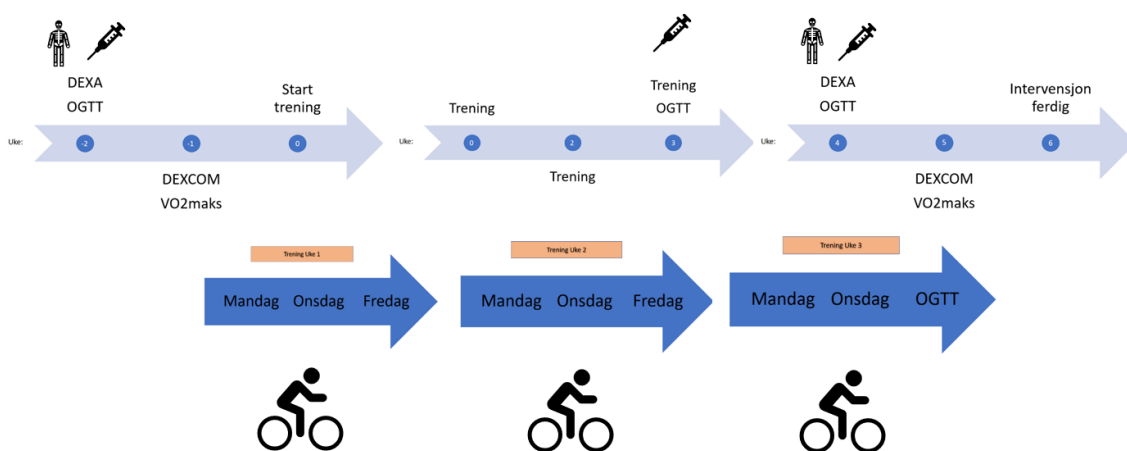 DEXA
OGTT
Start
trening
Uke:
-2
-1
0
DEXCOM
VO2maks
Trening
Trening
OGTT
Uke:
0
2
3
Trening
DEXA
OGTT
Intervensjon
ferdig
Uke:
4
5
6
DEXCOM
VO2maks
Trening Uke 1
Mandag Onsdag Fredag
Trening Uke 2
Mandag Onsdag Fredag
Trening Uke 3
Mandag Onsdag OGTT